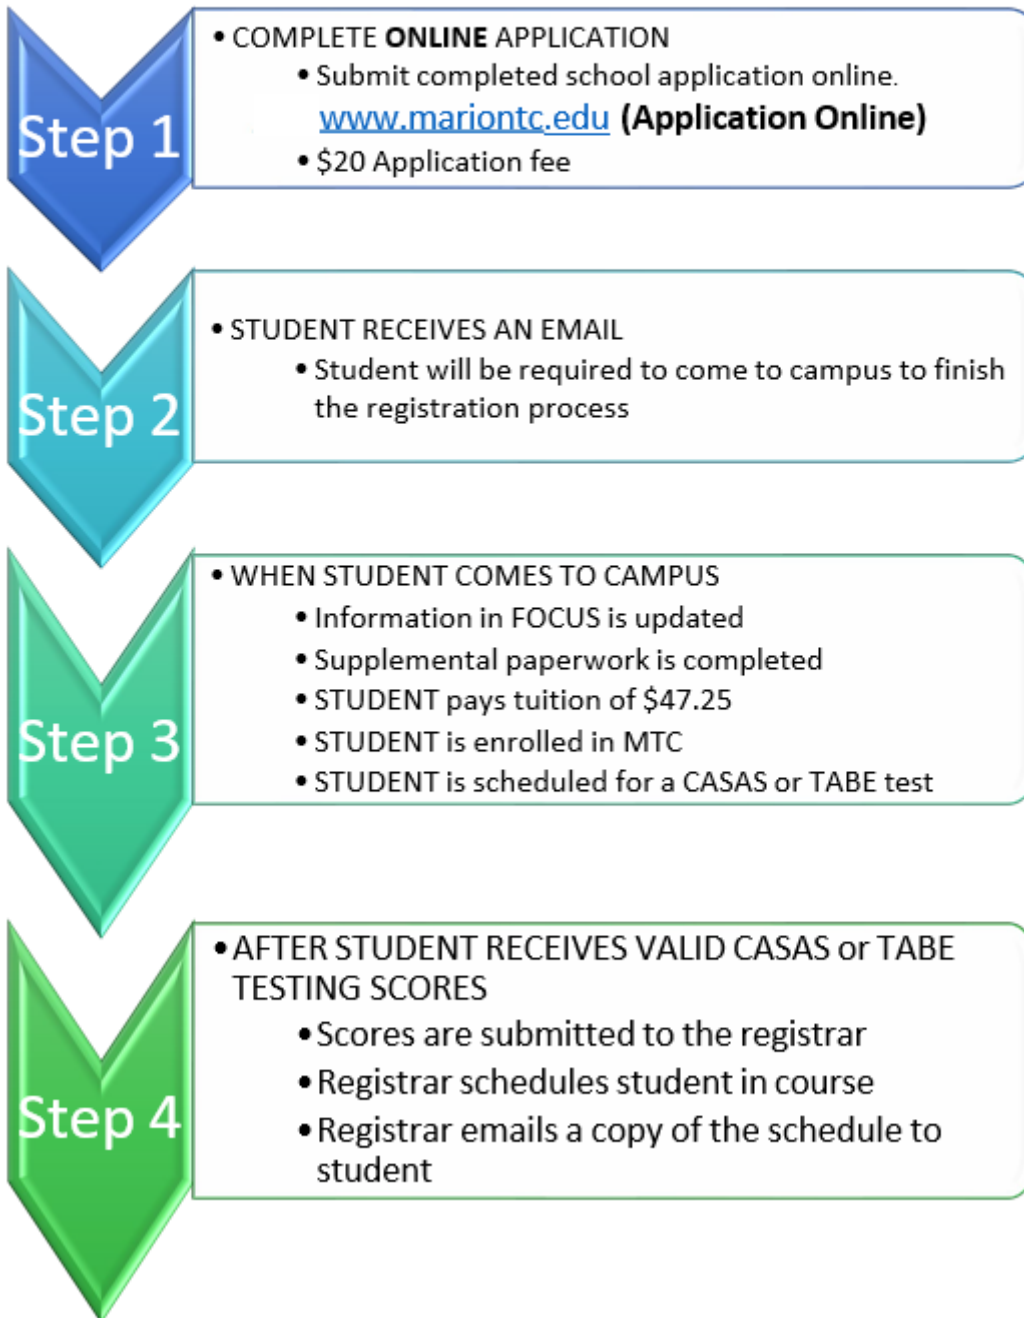 Step 1
• COMPLETE ONLINE APPLICATION
• Submit completed school application online.
www.mariontc.edu (Application Online)
• $20 Application fee
Step 2
• STUDENT RECEIVES AN EMAIL
• Student will be required to come to campus to finish
the registration process
Step 3
• WHEN STUDENT COMES TO CAMPUS
• Information in FOCUS is updated
• Supplemental paperwork is completed
• STUDENT pays tuition of $47.25
• STUDENT is enrolled in MTC
• STUDENT is scheduled for a CASAS or TABE test
Step 4
• AFTER STUDENT RECEIVES VALID CASAS or TABE
TESTING SCORES
• Scores are submitted to the registrar
• Registrar schedules student in course
• Registrar emails a copy of the schedule to
student